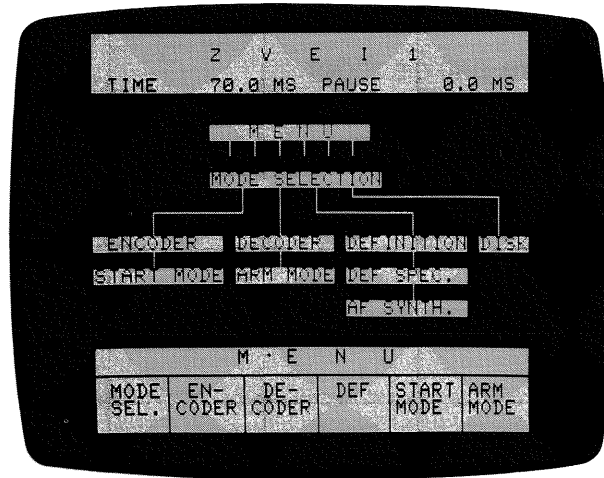 Z V E I 1
TIME 70.0 MS PAUSE 0.0 MS
M E N U
MODE SELECTION
ENCODER DECODER DEFINITION DISK
START MODE ARM MODE DEF SPEC.
AF SYNTH.
M · E N U
MODE SEL. EN- CODER DE- CODER DEF START MODE ARM MODE